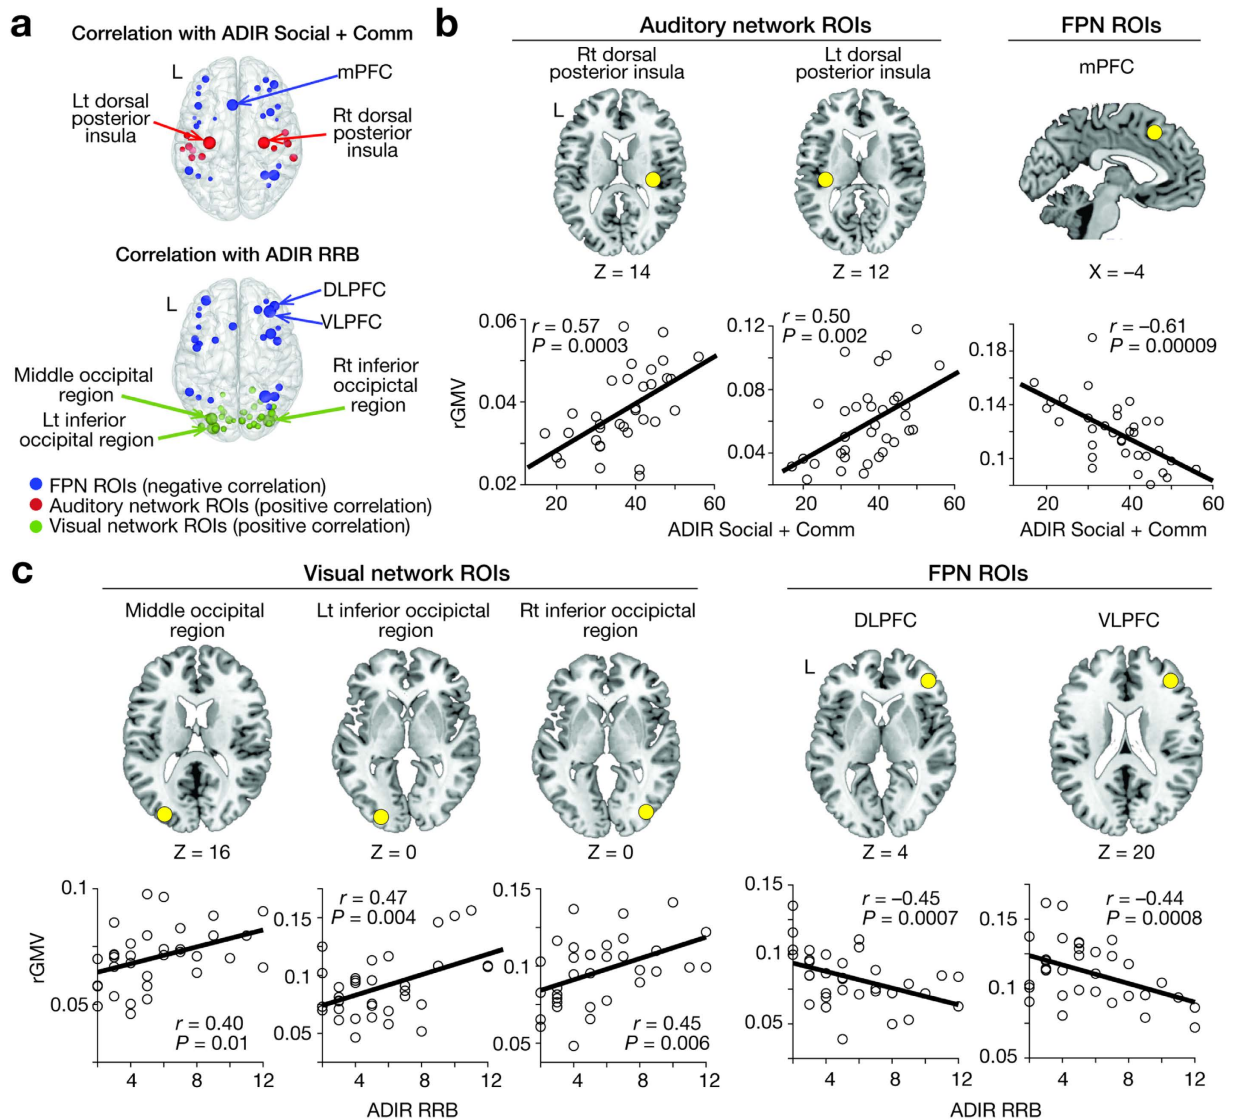 a
Correlation with ADIR Social + Comm
L
mPFC
Lt dorsal
posterior
insula
Rt dorsal
posterior
insula
Correlation with ADIR RRB
L
DLPFC
VLPFC
Middle occipital
region
Lt inferior
occipital region
Rt inferior
occipictal
region
FPN ROIs (negative correlation)
Auditory network ROIs (positive correlation)
Visual network ROIs (positive correlation)
b
Auditory network ROIs
FPN ROIs
Rt dorsal
posterior insula
Lt dorsal
posterior insula
mPFC
L
Z = 14
Z = 12
X = –4
rGMV
0.06
0.04
0.02
r = 0.57
P = 0.0003
20
40
60
0.12
0.08
0.04
r = 0.50
P = 0.002
20
40
60
ADIR Social + Comm
0.18
0.14
0.1
r = –0.61
P = 0.00009
20
40
60
ADIR Social + Comm
c
Visual network ROIs
FPN ROIs
Middle occipital
region
Lt inferior occipictal
region
Rt inferior occipictal
region
DLPFC
VLPFC
L
Z = 16
Z = 0
Z = 0
Z = 4
Z = 20
rGMV
0.1
0.05
r = 0.40
P = 0.01
4
8
12
0.15
0.1
0.05
r = 0.47
P = 0.004
4
8
12
0.15
0.1
0.05
r = 0.45
P = 0.006
4
8
12
ADIR RRB
0.15
0.1
0.05
r = –0.45
P = 0.0007
4
8
12
0.15
0.1
0.05
r = –0.44
P = 0.0008
4
8
12
ADIR RRB